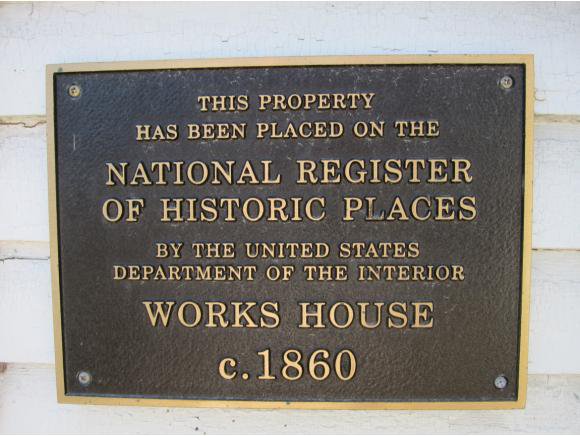 THIS PROPERTY
HAS BEEN PLACED ON THE
NATIONAL REGISTER
OF HISTORIC PLACES
BY THE UNITED STATES
DEPARTMENT OF THE INTERIOR
WORKS HOUSE
c.1860